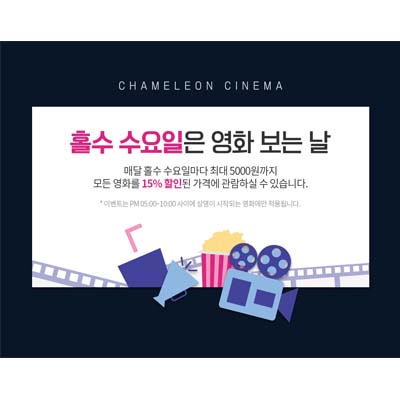 CHAMELEON CINEMA
홀수 수요일은 영화 보는 날
매달 홀수 수요일마다 최대 5000원까지
모든 영화를 15% 할인된 가격에 관람하실 수 있습니다.
* 이벤트는 PM 05:00~10:00 사이에 상영이 시작되는 영화에만 적용됩니다.